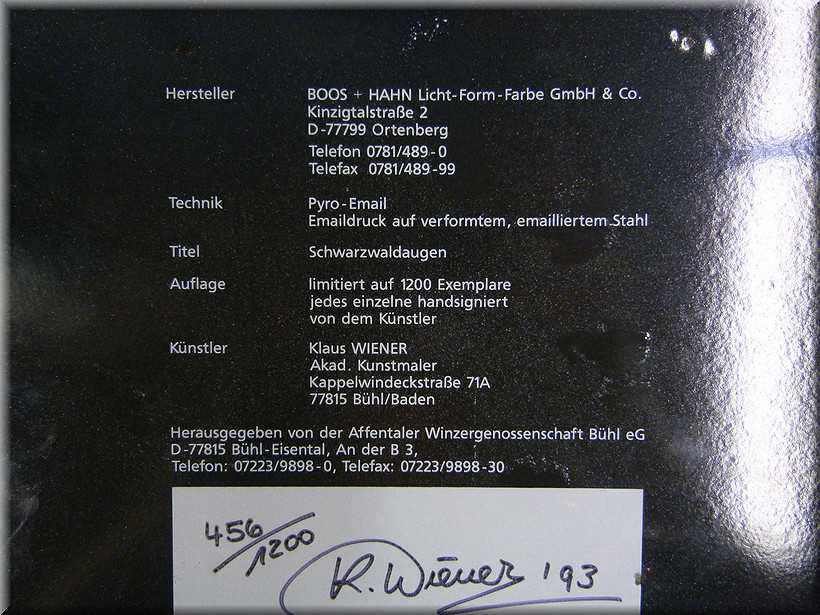 Hersteller BOOS + HAHN Licht-Form-Farbe GmbH & Co.
Kinzigtalstraße 2
D-77799 Ortenberg
Telefon 0781/489-0
Telefax 0781/489-99
Technik Pyro-Email
Emaildruck auf verformtem, emailliertem Stahl
Titel Schwarzwaldaugen
Auflage limitiert auf 1200 Exemplare
jedes einzelne handsigniert
von dem Künstler
Künstler Klaus WIENER
Akad. Kunstmaler
Kappelwindeckstraße 71A
77815 Bühl/Baden
Herausgegeben von der Affentaler Winzergenossenschaft Bühl eG
D-77815 Bühl-Eisental, An der B 3,
Telefon: 07223/9898-0, Telefax: 07223/9898-30
456/1200
K. Wiener '93